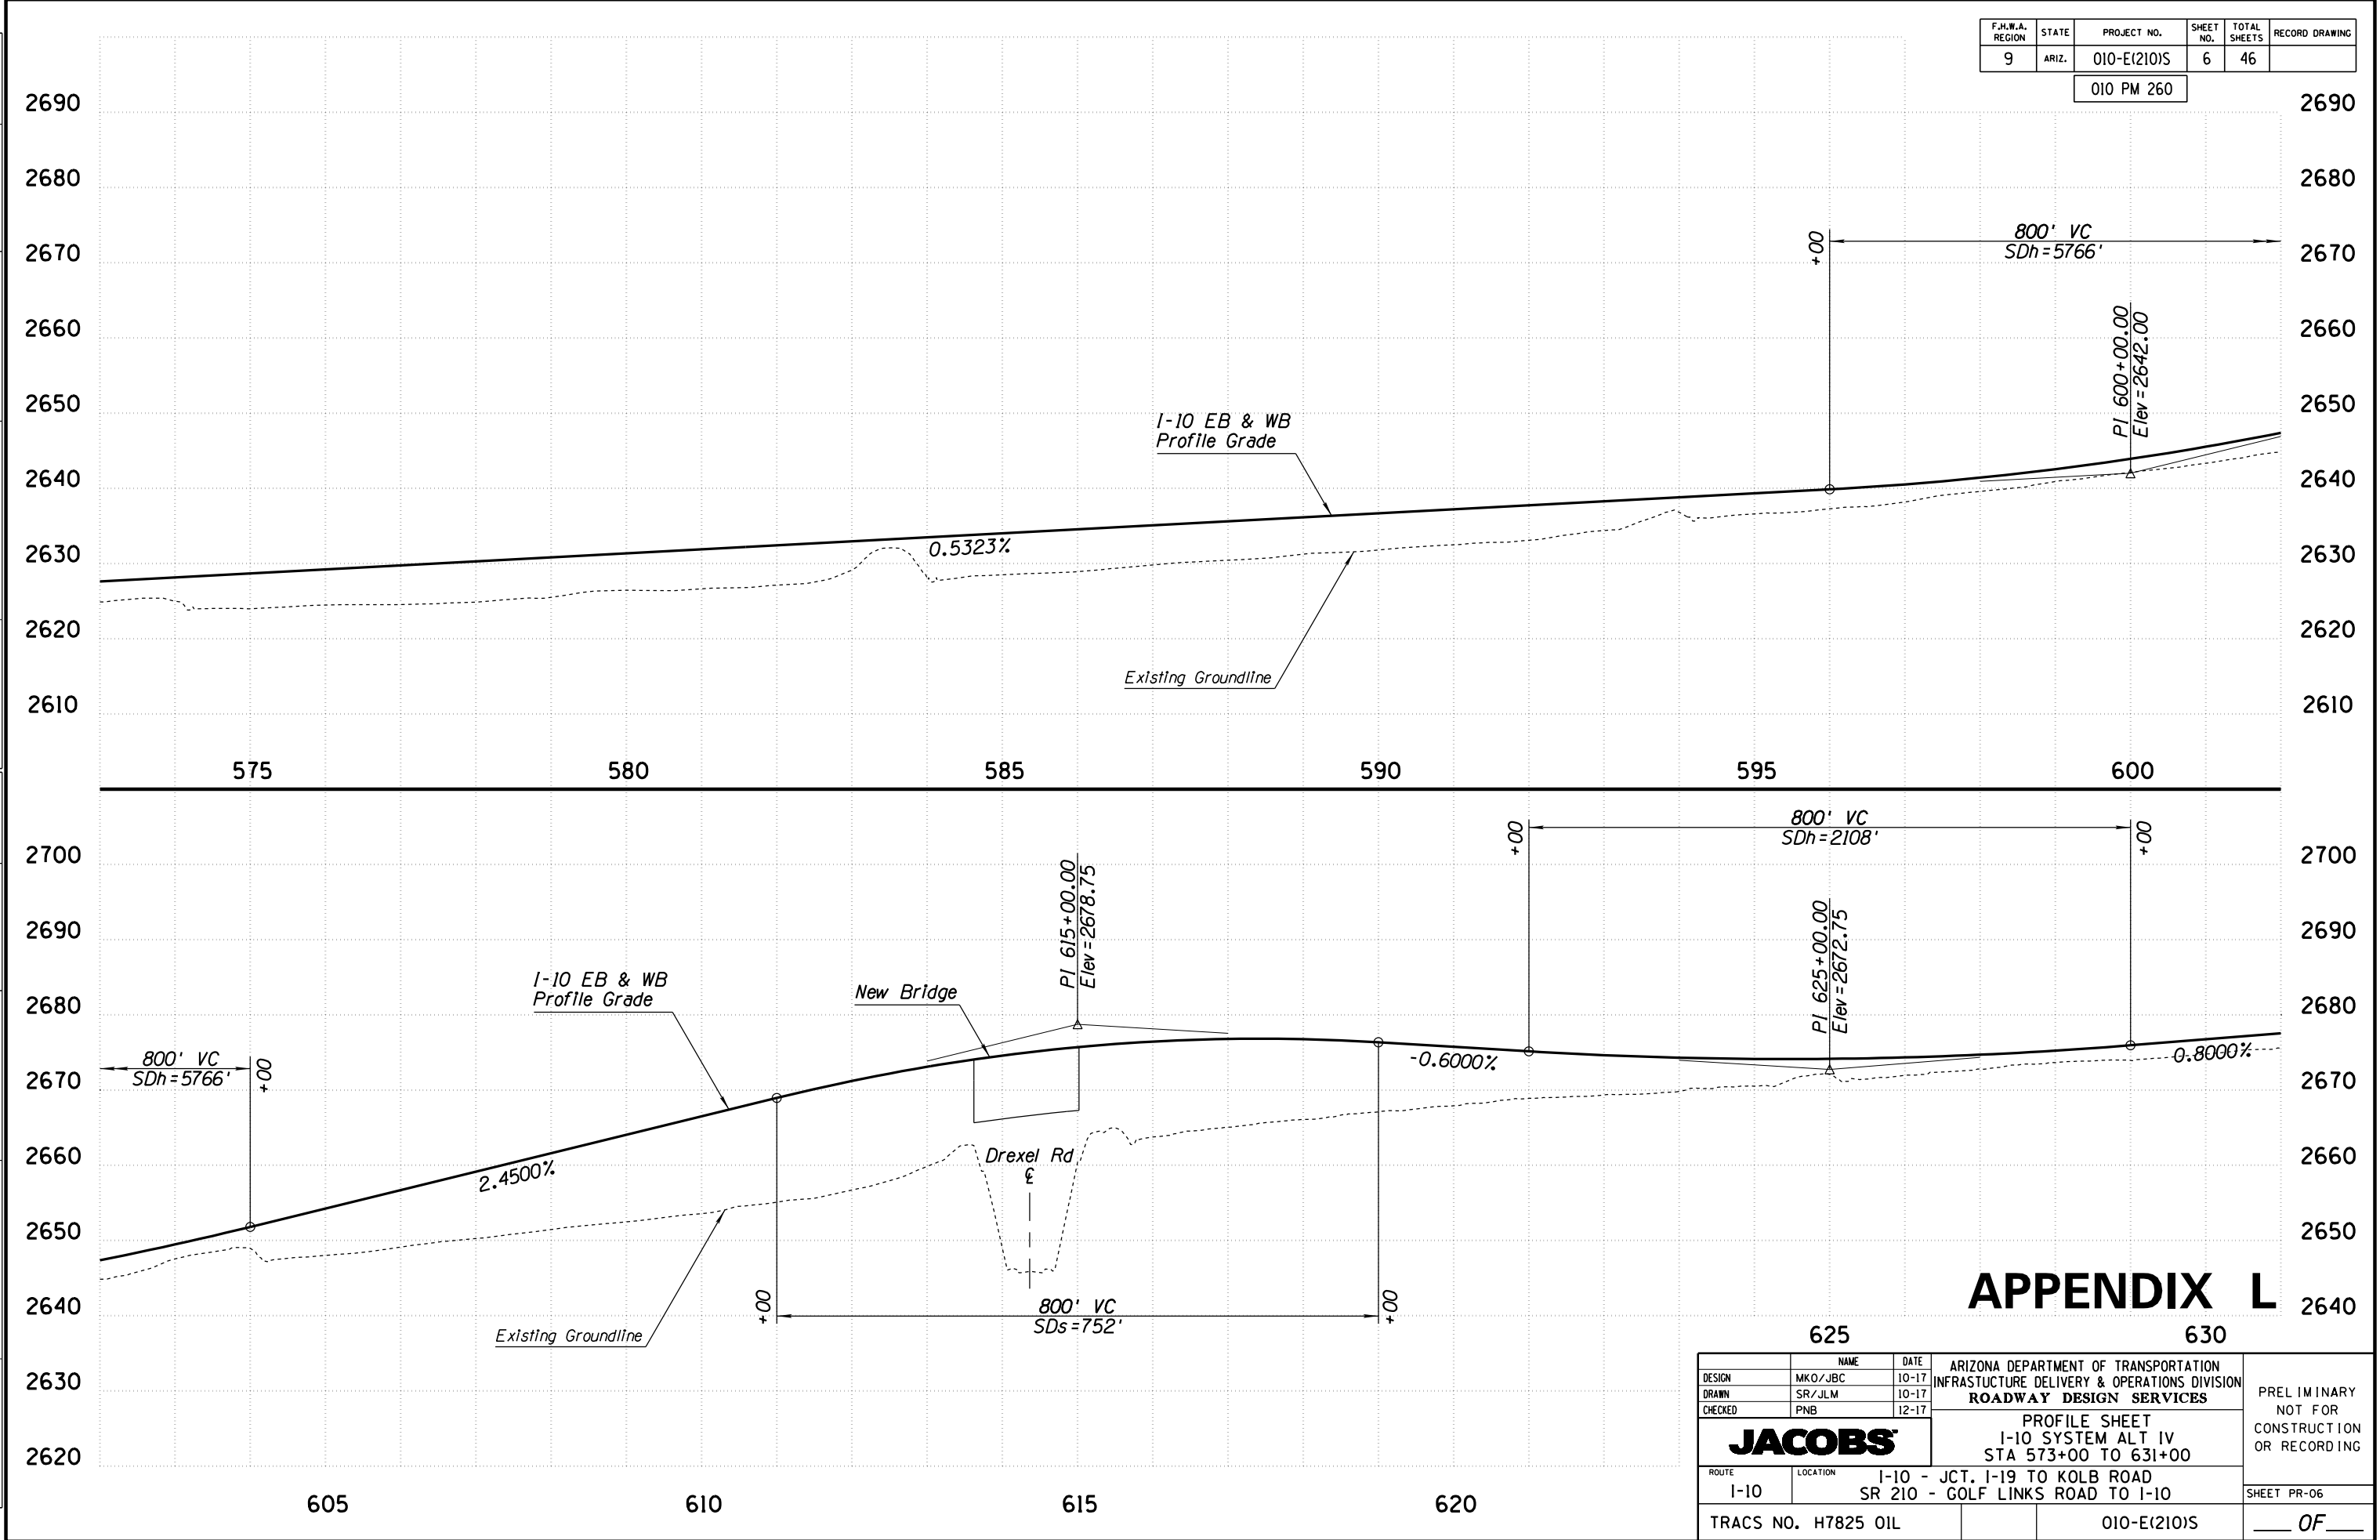 F.H.W.A. REGION STATE PROJECT NO. SHEET NO. TOTAL SHEETS RECORD DRAWING
9 ARIZ. 010-E(210)S 6 46
010 PM 260
2690 2690
2680 2680
2670 2670
2660 2660
2650 2650
2640 2640
2630 2630
2620 2620
2610 2610
+00
800' VC
SDh=5766'
PI 600+00.00
Elev=2642.00
I-10 EB & WB
Profile Grade
0.5323%
Existing Groundline
575 580 585 590 595 600
2700 2700
2690 2690
2680 2680
2670 2670
2660 2660
2650 2650
2640 2640
2630
2620
800' VC
SDh=5766'
+00
2.4500%
I-10 EB & WB
Profile Grade
New Bridge
PI 615+00.00
Elev=2678.75
Drexel Rd
℄
Existing Groundline
+00
800' VC
SDs=752'
+00
-0.6000%
+00
800' VC
SDh=2108'
+00
PI 625+00.00
Elev=2672.75
0.8000%
APPENDIX L
625 630
605 610 615 620
NAME DATE
DESIGN MKO/JBC 10-17
DRAWN SR/JLM 10-17
CHECKED PNB 12-17
ARIZONA DEPARTMENT OF TRANSPORTATION
INFRASTUCTURE DELIVERY & OPERATIONS DIVISION
ROADWAY DESIGN SERVICES
JACOBS
PROFILE SHEET
I-10 SYSTEM ALT IV
STA 573+00 TO 631+00
PRELIMINARY
NOT FOR
CONSTRUCTION
OR RECORDING
ROUTE
I-10
LOCATION
I-10 - JCT. I-19 TO KOLB ROAD
SR 210 - GOLF LINKS ROAD TO I-10
SHEET PR-06
TRACS NO. H7825 01L 010-E(210)S ____ OF ____